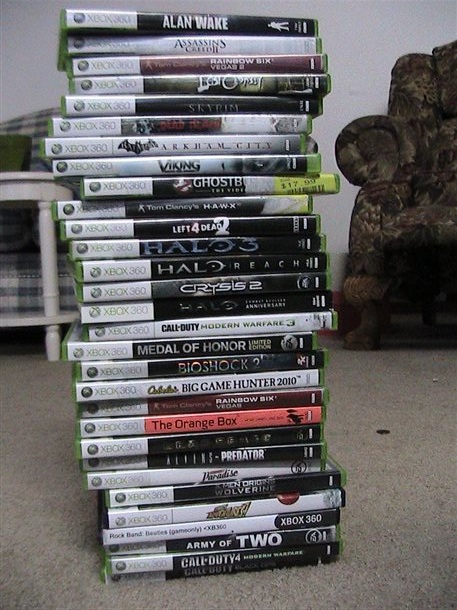 XBOX 360 ALAN WAKE
XBOX 360 ASSASSIN'S CREED II
XBOX 360 Tom Clancy's RAINBOW SIX VEGAS 2
XBOX 360
XBOX 360 SKYRIM
XBOX 360 DEAD
XBOX 360 BATMAN ARKHAM CITY
XBOX 360 VIKING
XBOX 360 GHOSTB $17.99
XBOX 360 Tom Clancy's H·A·W·X
XBOX 360 LEFT 4 DEAD 2
XBOX 360 HALO 3
XBOX 360 HALO REACH
XBOX 360 CRYSIS 2
XBOX 360 HALO COMBAT EVOLVED ANNIVERSARY
XBOX 360 CALL OF DUTY MODERN WARFARE 3
XBOX 360 MEDAL OF HONOR LIMITED EDITION
XBOX 360 BIOSHOCK 2
XBOX 360 Cabela's BIG GAME HUNTER 2010™
XBOX 360 Tom Clancy's RAINBOW SIX VEGAS
XBOX 360 The Orange Box
XBOX 360
XBOX 360 ALIENS PREDATOR
XBOX 360 Paradise
XBOX 360 X-MEN ORIGINS WOLVERINE
XBOX 360
Rock Band: Beatles (gameonly) <XB360 XBOX 360
XBOX 360 ARMY OF TWO
XBOX 360 CALL OF DUTY 4 MODERN WARFARE
CALL OF DUTY